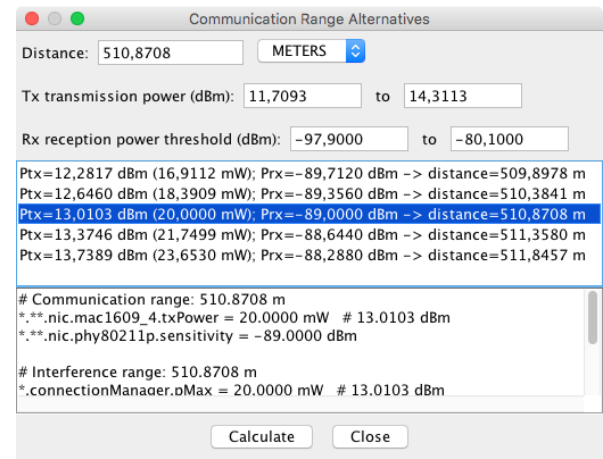 Communication Range Alternatives
Distance: 510,8708 METERS
Tx transmission power (dBm): 11,7093 to 14,3113
Rx reception power threshold (dBm): −97,9000 to −80,1000
Ptx=12,2817 dBm (16,9112 mW); Prx=−89,7120 dBm −> distance=509,8978 m
Ptx=12,6460 dBm (18,3909 mW); Prx=−89,3560 dBm −> distance=510,3841 m
Ptx=13,0103 dBm (20,0000 mW); Prx=−89,0000 dBm −> distance=510,8708 m
Ptx=13,3746 dBm (21,7499 mW); Prx=−88,6440 dBm −> distance=511,3580 m
Ptx=13,7389 dBm (23,6530 mW); Prx=−88,2880 dBm −> distance=511,8457 m
# Communication range: 510.8708 m
*.**.nic.mac1609_4.txPower = 20.0000 mW # 13.0103 dBm
*.**.nic.phy80211p.sensitivity = −89.0000 dBm
# Interference range: 510.8708 m
*.connectionManager.pMax = 20.0000 mW # 13.0103 dBm
Calculate Close